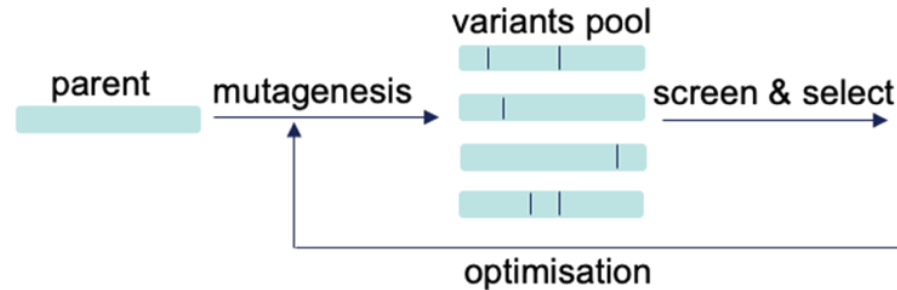 parent
mutagenesis
variants pool
screen & select
optimisation